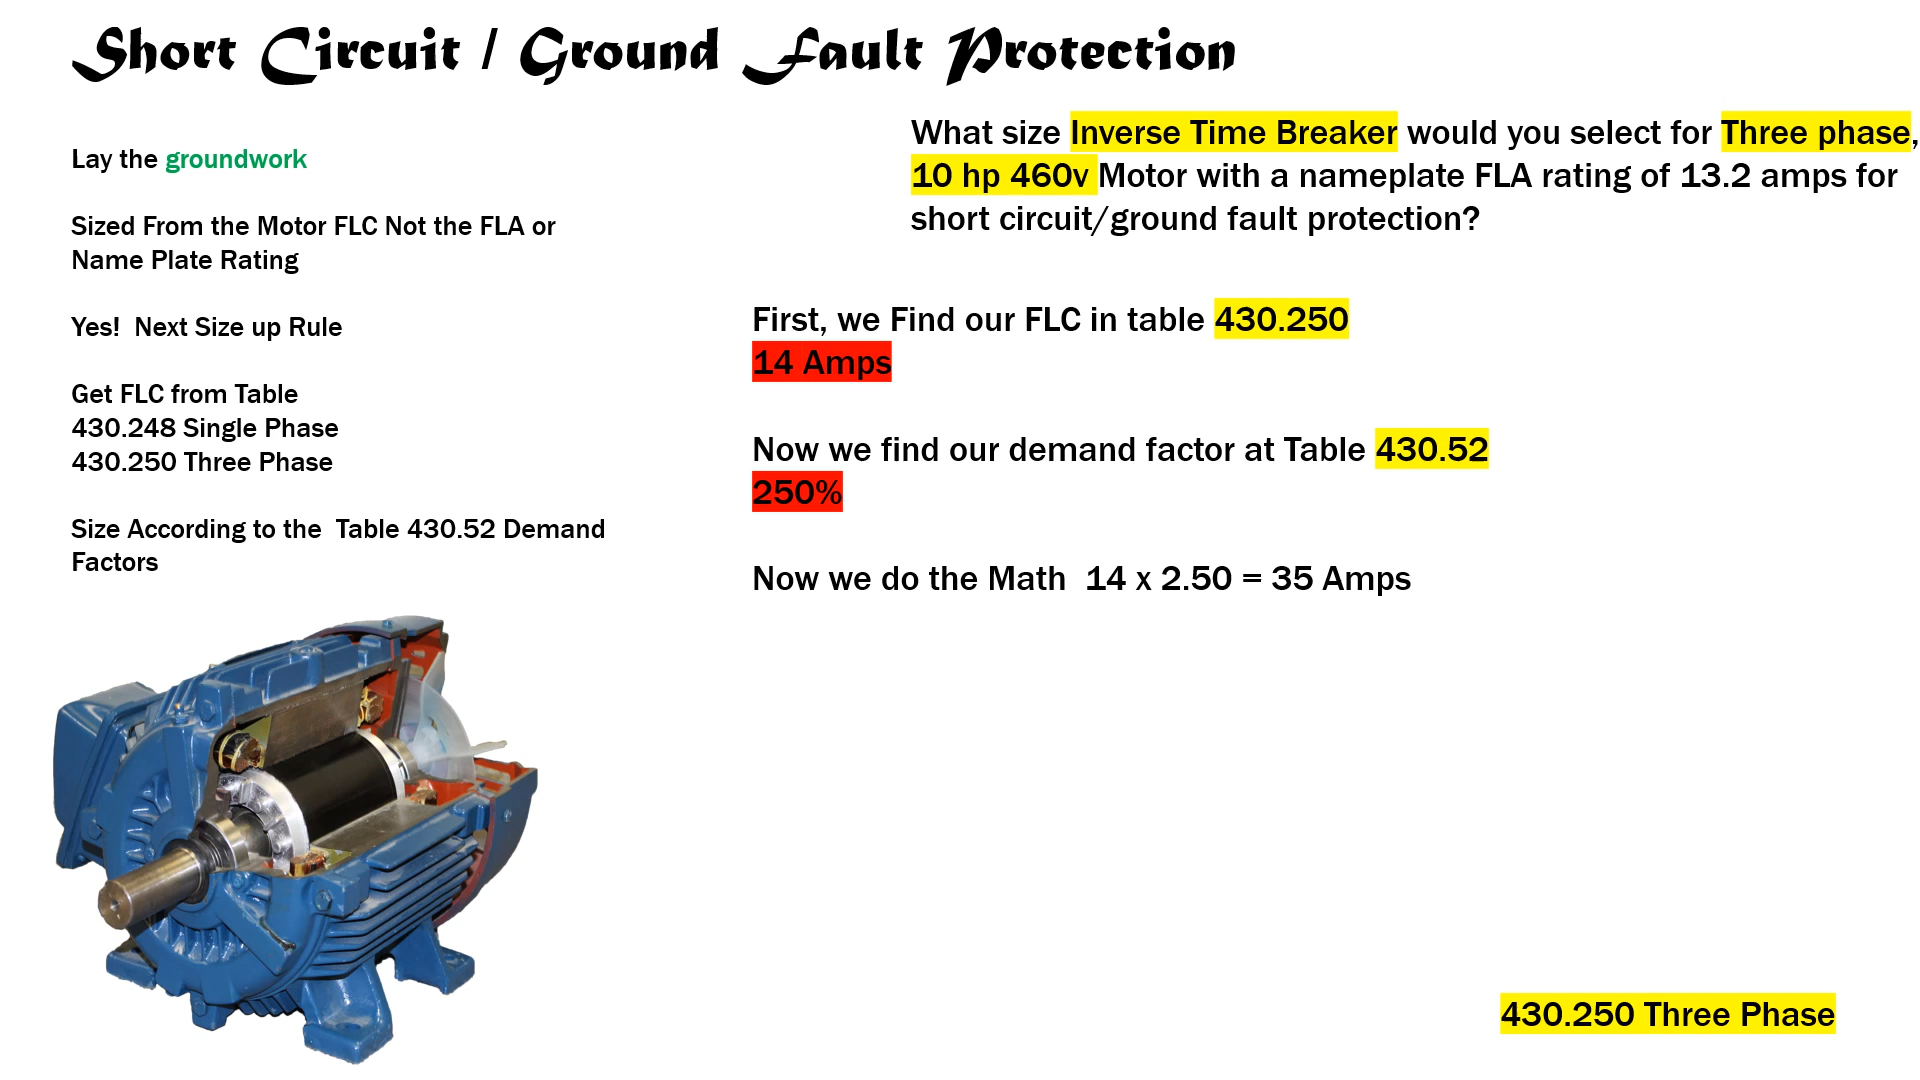 Short Circuit / Ground Fault Protection
Lay the groundwork
Sized From the Motor FLC Not the FLA or
Name Plate Rating
Yes!  Next Size up Rule
Get FLC from Table
430.248 Single Phase
430.250 Three Phase
Size According to the  Table 430.52 Demand
Factors
What size Inverse Time Breaker would you select for Three phase,
10 hp 460v Motor with a nameplate FLA rating of 13.2 amps for
short circuit/ground fault protection?
First, we Find our FLC in table 430.250
14 Amps
Now we find our demand factor at Table 430.52
250%
Now we do the Math  14 x 2.50 = 35 Amps
430.250 Three Phase